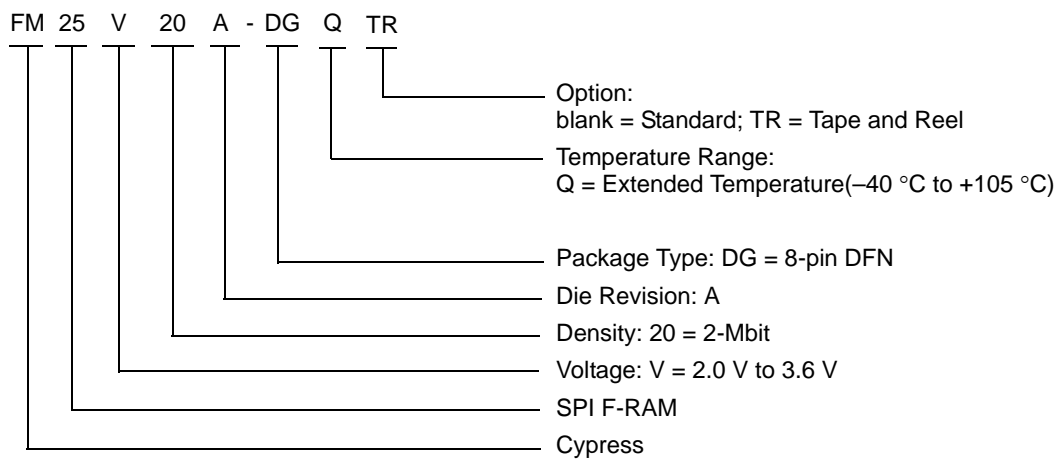 FM 25 V 20 A - DG Q TR
Option:
blank = Standard; TR = Tape and Reel
Temperature Range:
Q = Extended Temperature(–40 °C to +105 °C)
Package Type: DG = 8-pin DFN
Die Revision: A
Density: 20 = 2-Mbit
Voltage: V = 2.0 V to 3.6 V
SPI F-RAM
Cypress